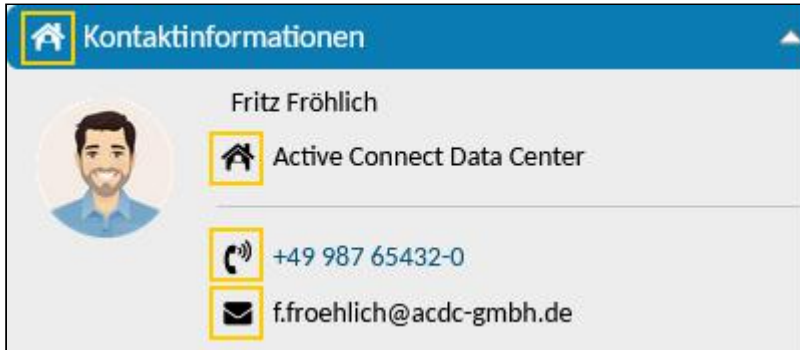 Kontaktinformationen
Fritz Fröhlich
Active Connect Data Center
+49 987 65432-0
f.froehlich@acdc-gmbh.de